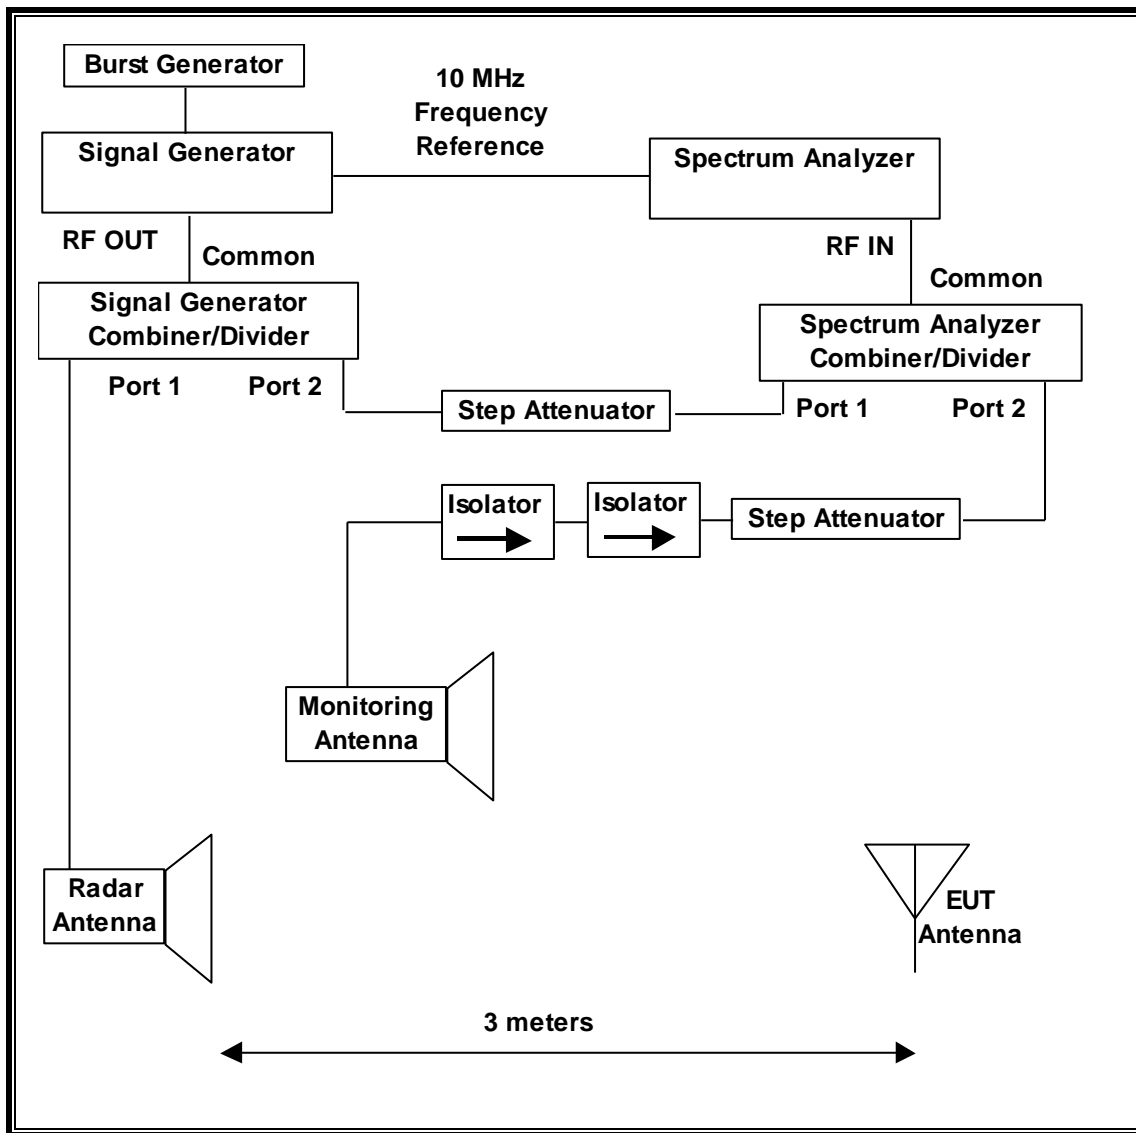 Burst Generator
10 MHz
Frequency
Reference
Signal Generator
Spectrum Analyzer
RF OUT
Common
RF IN
Common
Signal Generator
Combiner/Divider
Spectrum Analyzer
Combiner/Divider
Port 1
Port 2
Step Attenuator
Port 1
Port 2
Isolator
Isolator
Step Attenuator
Monitoring
Antenna
Radar
Antenna
EUT
Antenna
3 meters